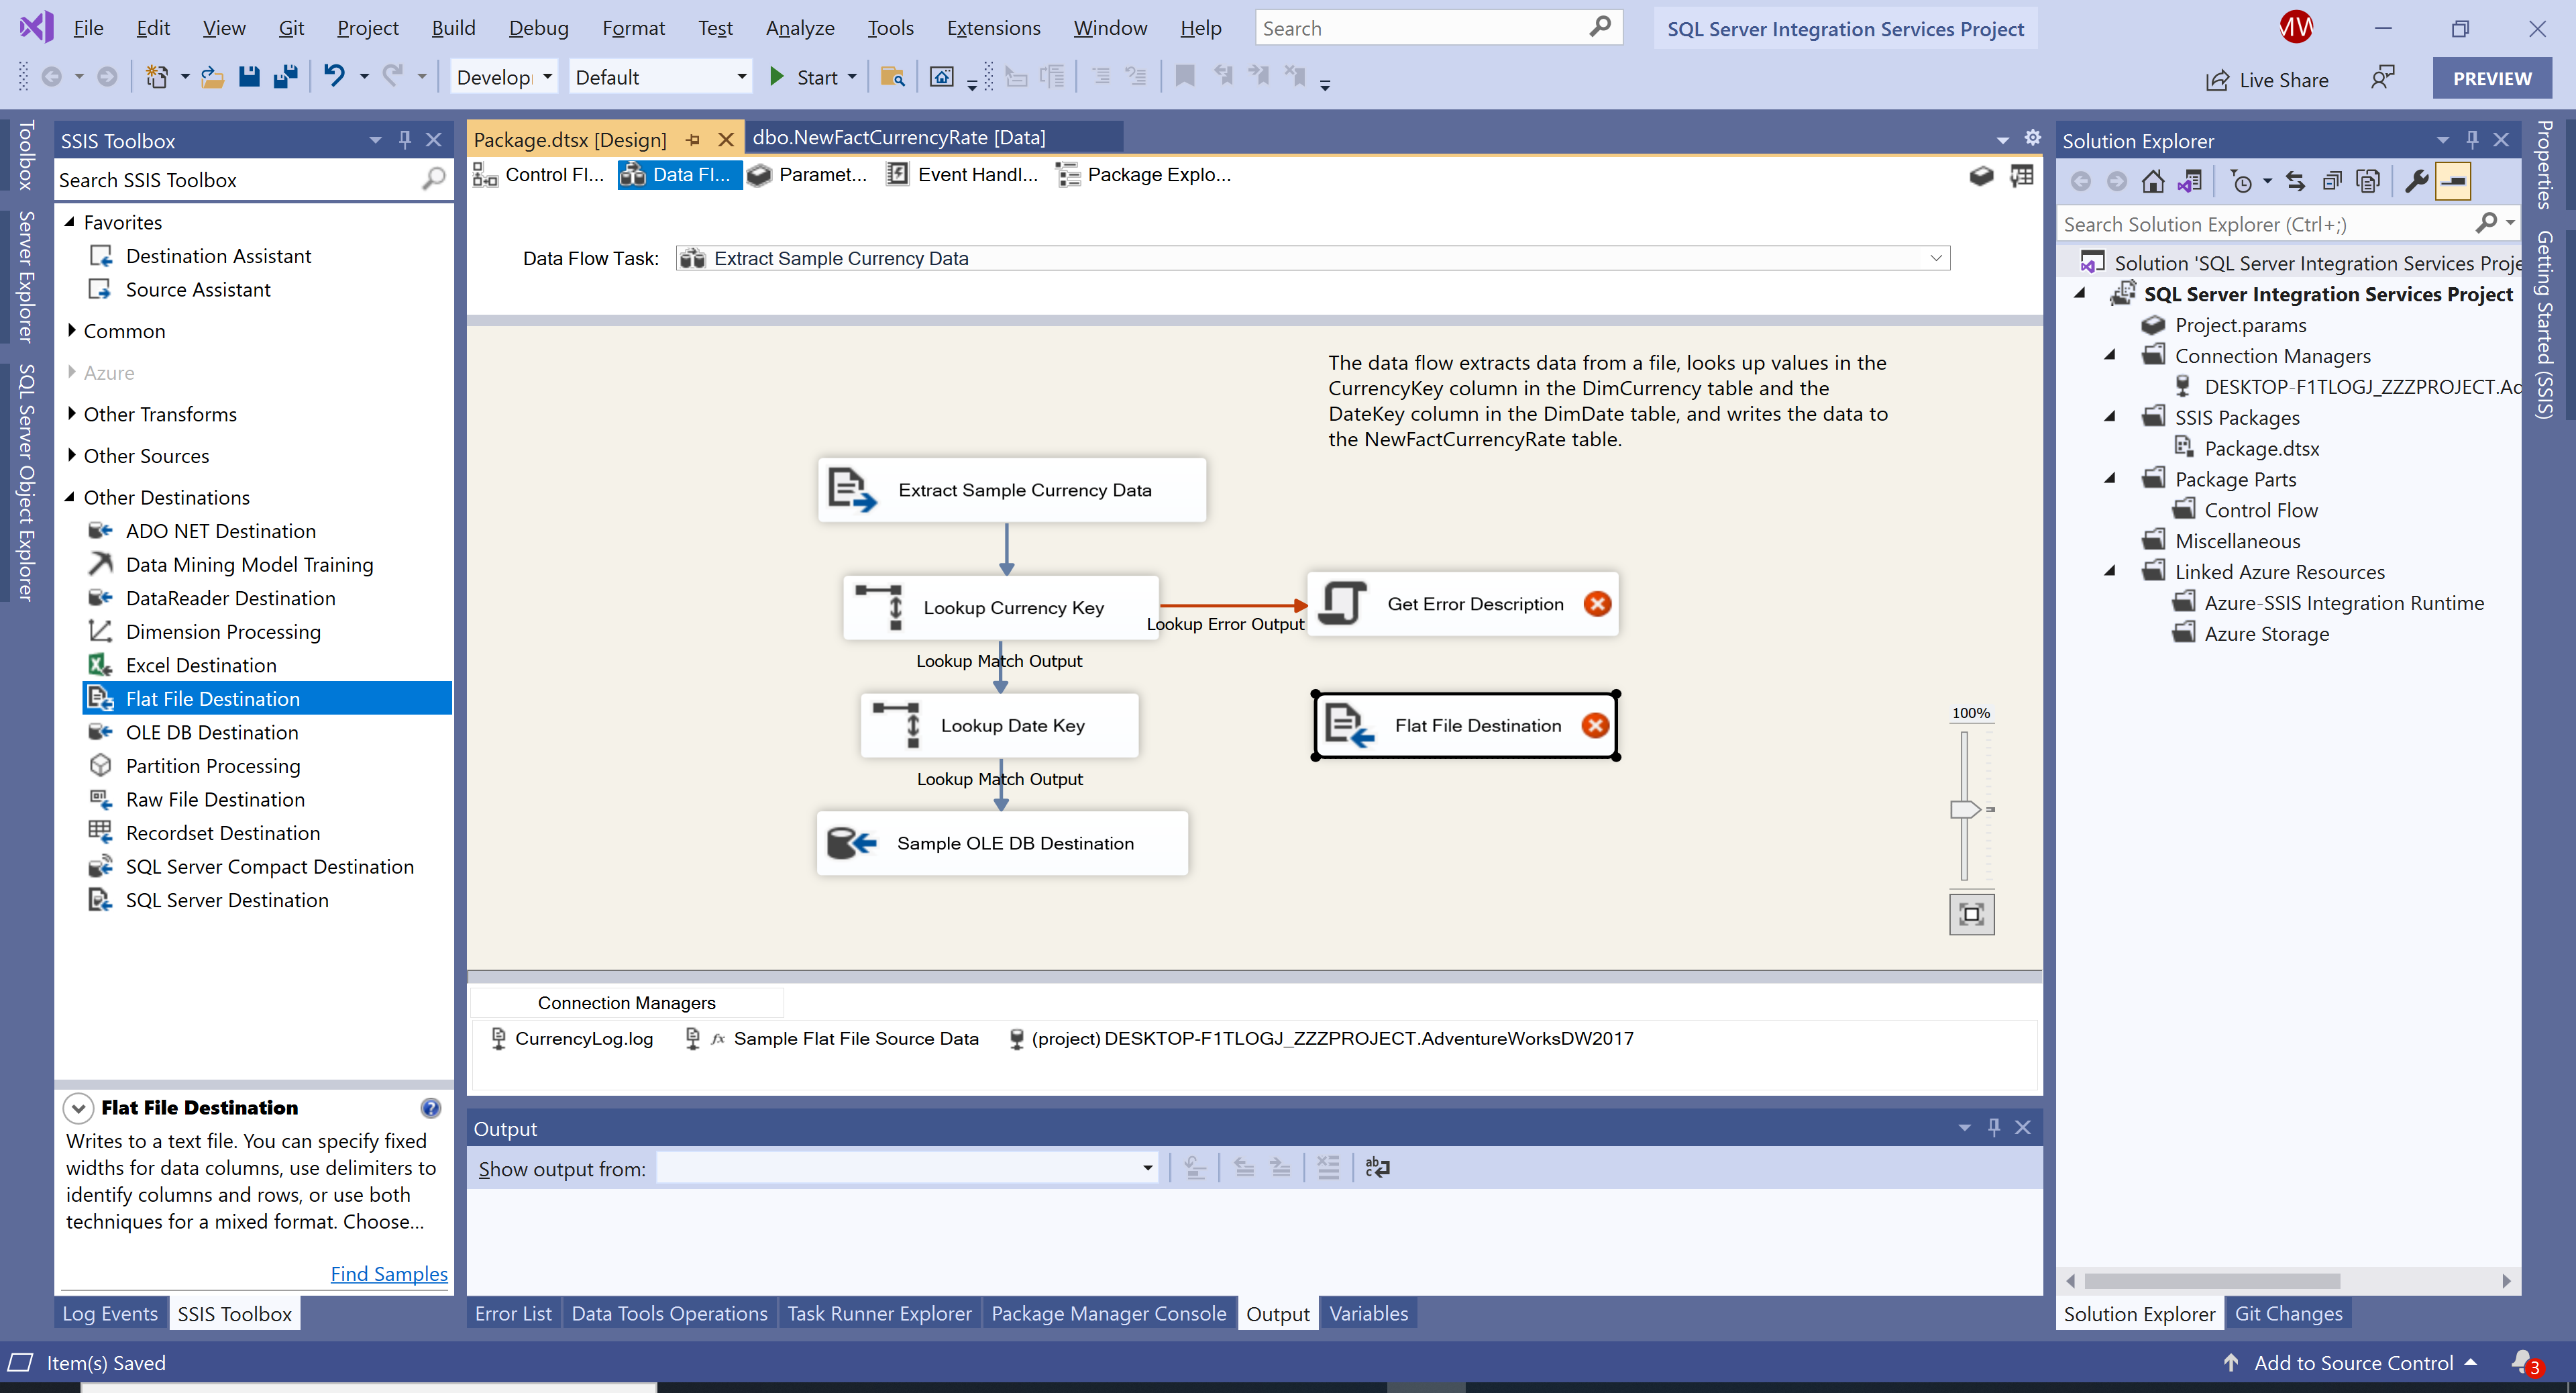 File Edit View Git Project Build Debug Format Test Analyze Tools Extensions Window Help Search SQL Server Integration Services Project MW
Develop Default Start Live Share PREVIEW
Toolbox
Server Explorer
SQL Server Object Explorer
SSIS Toolbox
Search SSIS Toolbox
Favorites
Destination Assistant
Source Assistant
Common
Azure
Other Transforms
Other Sources
Other Destinations
ADO NET Destination
Data Mining Model Training
DataReader Destination
Dimension Processing
Excel Destination
Flat File Destination
OLE DB Destination
Partition Processing
Raw File Destination
Recordset Destination
SQL Server Compact Destination
SQL Server Destination
Flat File Destination
Writes to a text file. You can specify fixed
widths for data columns, use delimiters to
identify columns and rows, or use both
techniques for a mixed format. Choose...
Find Samples
Log Events SSIS Toolbox
Package.dtsx [Design] dbo.NewFactCurrencyRate [Data]
Control Fl... Data Fl... Paramet... Event Handl... Package Explo...
Data Flow Task: Extract Sample Currency Data
The data flow extracts data from a file, looks up values in the
CurrencyKey column in the DimCurrency table and the
DateKey column in the DimDate table, and writes the data to
the NewFactCurrencyRate table.
Extract Sample Currency Data
Lookup Currency Key
Lookup Error Output
Get Error Description
Lookup Match Output
Lookup Date Key
Flat File Destination
Lookup Match Output
Sample OLE DB Destination
100%
Connection Managers
CurrencyLog.log fx Sample Flat File Source Data (project) DESKTOP-F1TLOGJ_ZZZPROJECT.AdventureWorksDW2017
Output
Show output from:
Error List Data Tools Operations Task Runner Explorer Package Manager Console Output Variables
Solution Explorer
Search Solution Explorer (Ctrl+;)
Solution 'SQL Server Integration Services Proje
SQL Server Integration Services Project
Project.params
Connection Managers
DESKTOP-F1TLOGJ_ZZZPROJECT.Ad
SSIS Packages
Package.dtsx
Package Parts
Control Flow
Miscellaneous
Linked Azure Resources
Azure-SSIS Integration Runtime
Azure Storage
Solution Explorer Git Changes
Properties
Getting Started (SSIS)
Item(s) Saved Add to Source Control 3